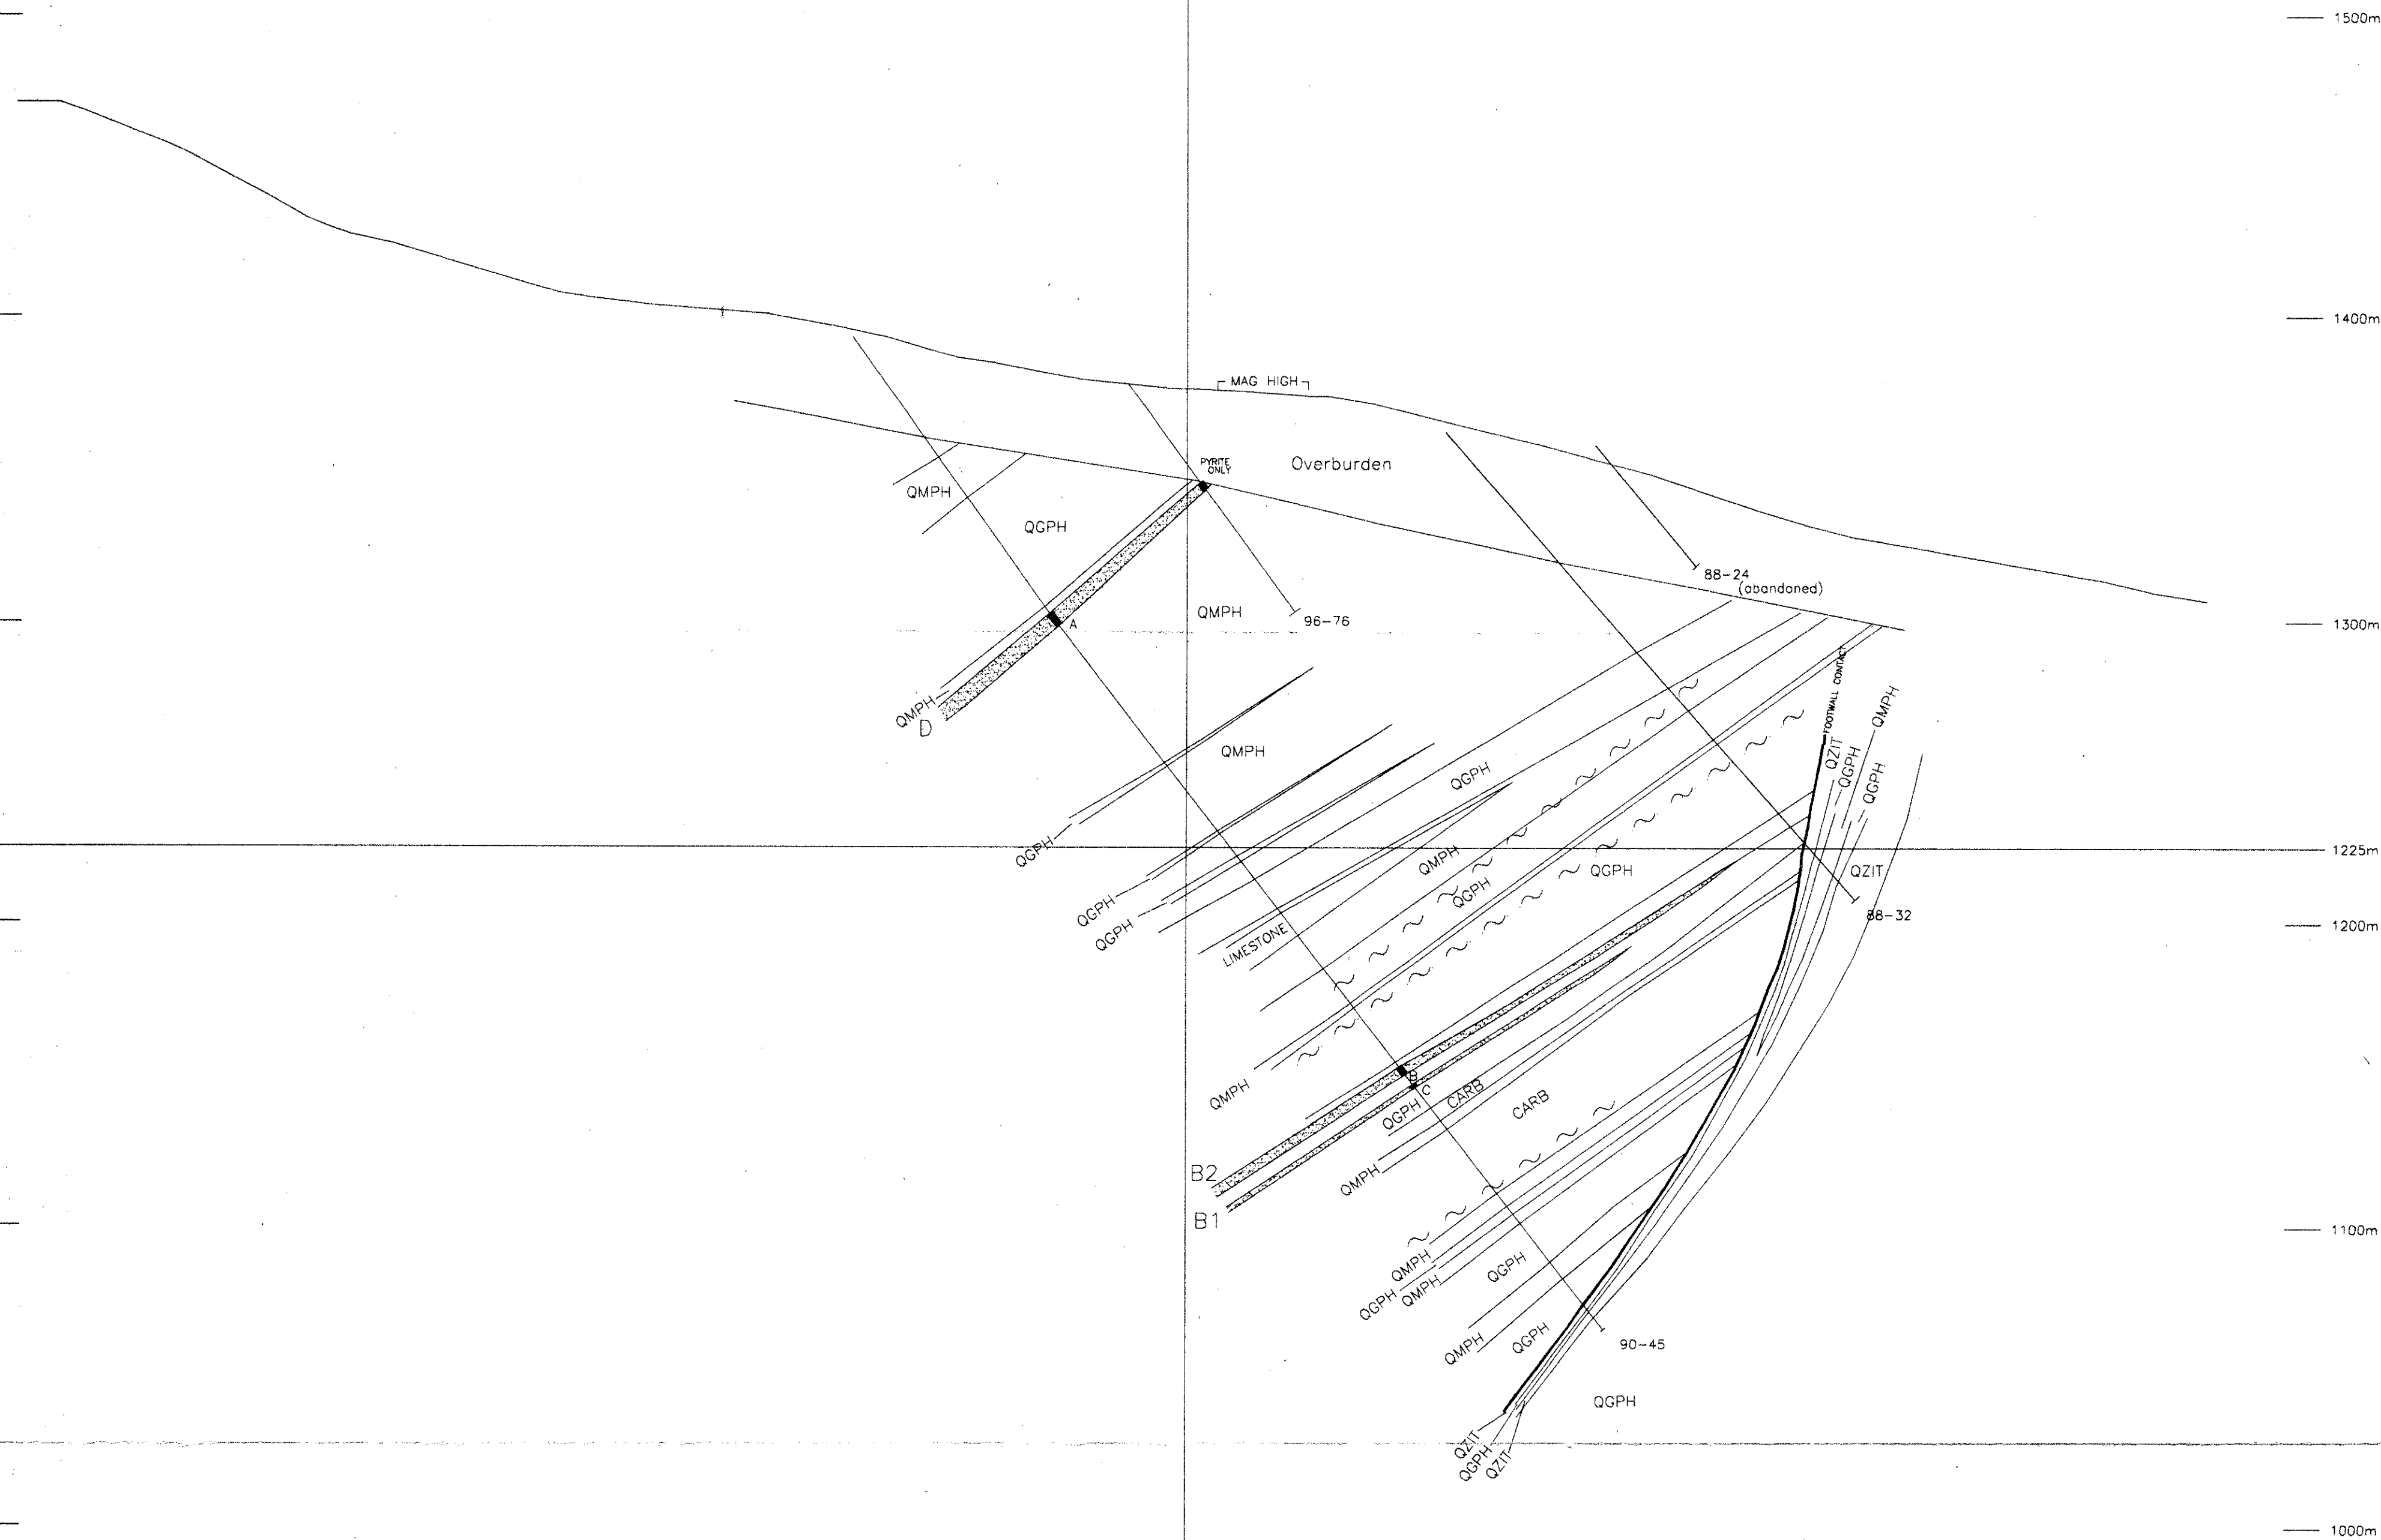 1500m
1400m
MAG HIGH
PYRITE
ONLY
Overburden
QMPH
QGPH
88-24
(abandoned)
QMPH
96-76
A
1300m
FOOTWALL CONTACT
QMPH
D
QMPH
QMPH
QZIT
QGPH
QGPH
QGPH
QGPH
1225m
QMPH
QGPH
QZIT
QGPH
QGPH
88-32
QGPH
1200m
LIMESTONE
B
C
QMPH
CARB
CARB
QGPH
B2
QMPH
B1
1100m
QMPH
QGPH
QMPH
QGPH
QMPH
QGPH
90-45
QGPH
QZIT
QGPH
QZIT
1000m